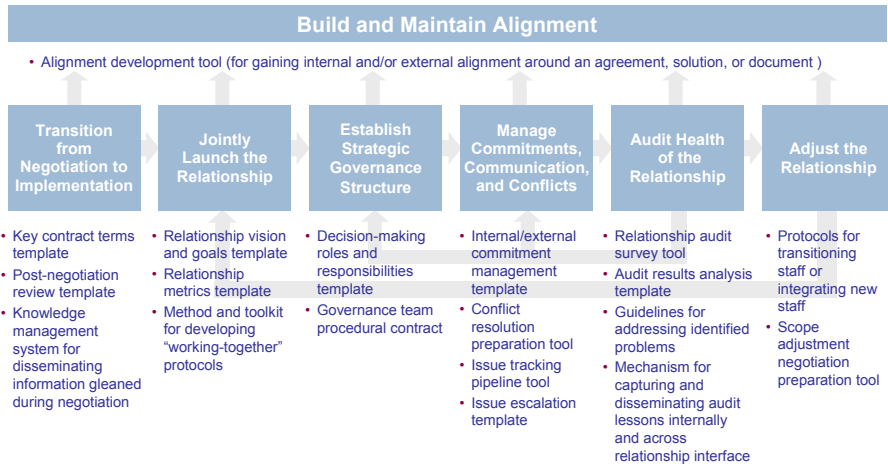 Build and Maintain Alignment
• Alignment development tool (for gaining internal and/or external alignment around an agreement, solution, or document )
Transition
from
Negotiation to
Implementation
Jointly
Launch the
Relationship
Establish
Strategic
Governance
Structure
Manage
Commitments,
Communication,
and Conflicts
Audit Health
of the
Relationship
Adjust the
Relationship
• Key contract terms
template
• Post-negotiation
review template
• Knowledge
management
system for
disseminating
information gleaned
during negotiation
• Relationship vision
and goals template
• Relationship
metrics template
• Method and toolkit
for developing
“working-together”
protocols
• Decision-making
roles and
responsibilities
template
• Governance team
procedural contract
• Internal/external
commitment
management
template
• Conflict
resolution
preparation tool
• Issue tracking
pipeline tool
• Issue escalation
template
• Relationship audit
survey tool
• Audit results analysis
template
• Guidelines for
addressing identified
problems
• Mechanism for
capturing and
disseminating audit
lessons internally
and across
relationship interface
• Protocols for
transitioning
staff or
integrating new
staff
• Scope
adjustment
negotiation
preparation tool